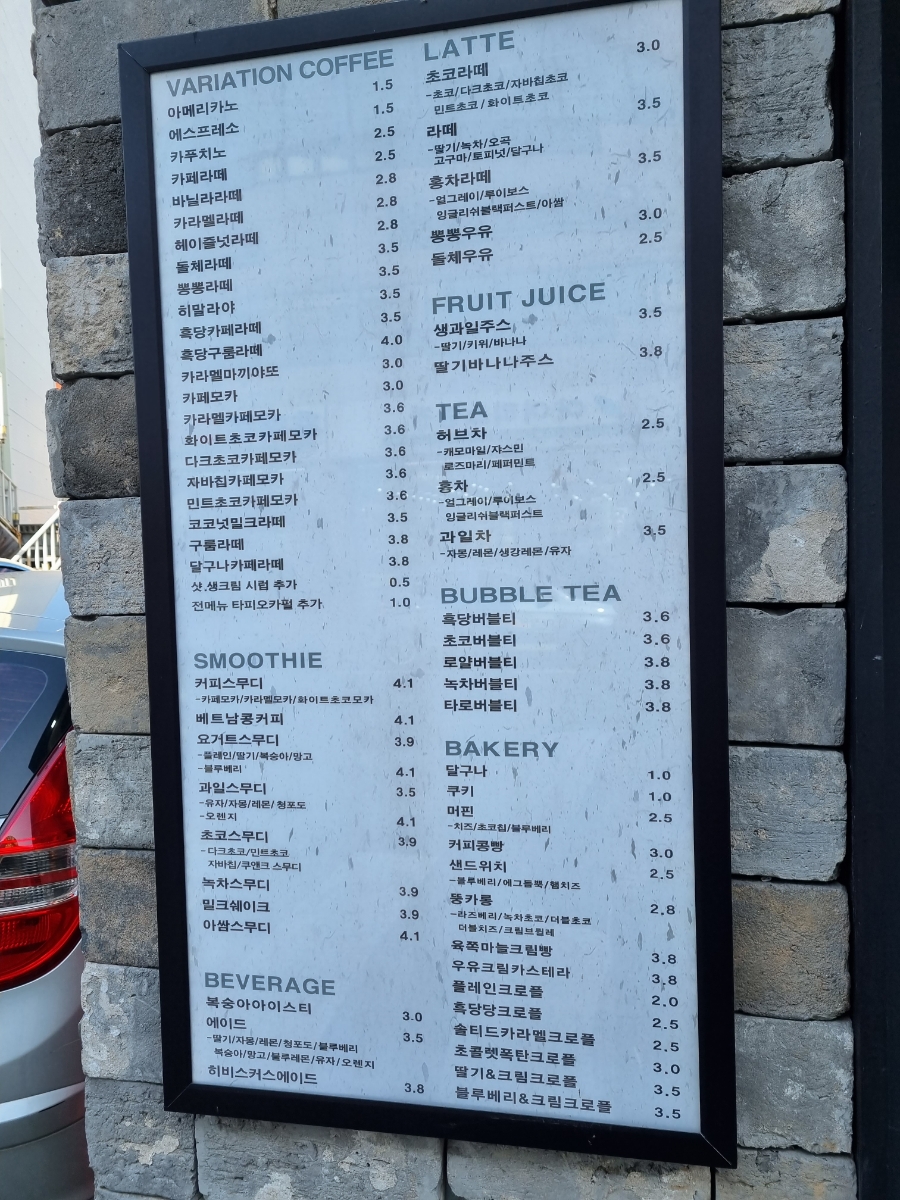 VARIATION COFFEE
아메리카노 1.5
에스프레소 1.5
카푸치노 2.5
카페라떼 2.5
바닐라라떼 2.8
카라멜라떼 2.8
헤이즐넛라떼 2.8
돌체라떼 3.5
뽕뽕라떼 3.5
히말라야 3.5
흑당카페라떼 3.5
흑당구룸라떼 4.0
카라멜마끼야또 3.0
카페모카 3.0
카라멜카페모카 3.6
화이트초코카페모카 3.6
다크초코카페모카 3.6
자바칩카페모카 3.6
민트초코카페모카 3.6
코코넛밀크라떼 3.5
구룸라떼 3.8
달구나카페라떼 3.8
샷.생크림 시럽 추가 0.5
전메뉴 타피오카펄 추가 1.0
SMOOTHIE
커피스무디 4.1
-카페모카/카라멜모카/화이트초코모카
베트남콩커피 4.1
요거트스무디 3.9
-플레인/딸기/복숭아/망고
-블루베리 4.1
과일스무디 3.5
-유자/자몽/레몬/청포도
-오렌지 4.1
초코스무디 3.9
-다크초코/민트초코
자바칩/쿠앤크 스무디
녹차스무디 3.9
밀크쉐이크 3.9
아쌈스무디 4.1
BEVERAGE
복숭아아이스티 3.0
에이드 3.5
-딸기/자몽/레몬/청포도/블루베리
복숭아/망고/블루레몬/유자/오렌지
히비스커스에이드 3.8
LATTE
초코라떼 3.0
-초코/다크초코/자바칩초코
민트초코/화이트초코
라떼 3.5
-딸기/녹차/오곡
고구마/토피넛/달구나
홍차라떼 3.5
-얼그레이/루이보스
잉글리쉬블랙퍼스트/아쌈
뽕뽕우유 3.0
돌체우유 2.5
FRUIT JUICE
생과일주스 3.5
-딸기/키위/바나나
딸기바나나주스 3.8
TEA
허브차 2.5
-캐모마일/쟈스민
로즈마리/페퍼민트
홍차 2.5
-얼그레이/루이보스
잉글리쉬블랙퍼스트
과일차 3.5
-자몽/레몬/생강레몬/유자
BUBBLE TEA
흑당버블티 3.6
초코버블티 3.6
로얄버블티 3.8
녹차버블티 3.8
타로버블티 3.8
BAKERY
달구나 1.0
쿠키 1.0
머핀 2.5
-치즈/초코칩/블루베리
커피콩빵 3.0
샌드위치 2.5
-블루베리/에그듬뿍/햄치즈
뚱카롱 2.8
-라즈베리/녹차초코/더블초코
더블치즈/크림브륄레
육쪽마늘크림빵 3.8
우유크림카스테라 3.8
플레인크로플 2.0
흑당당크로플 2.5
솔티드카라멜크로플 2.5
초콜렛폭탄크로플 3.0
딸기&크림크로플 3.5
블루베리&크림크로플 3.5